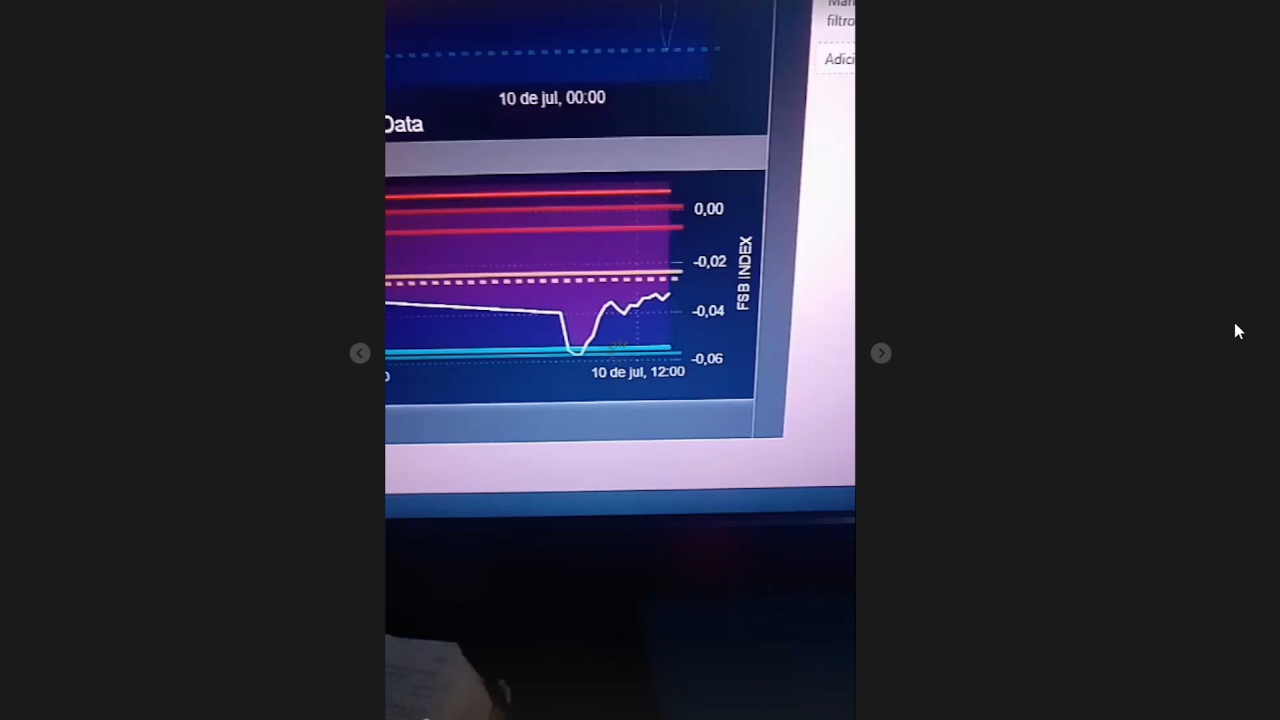 filtro
10 de jul, 00:00
Data
0,00
-0,02
-0,04
-0,06
FSB INDEX
10 de jul, 12:00